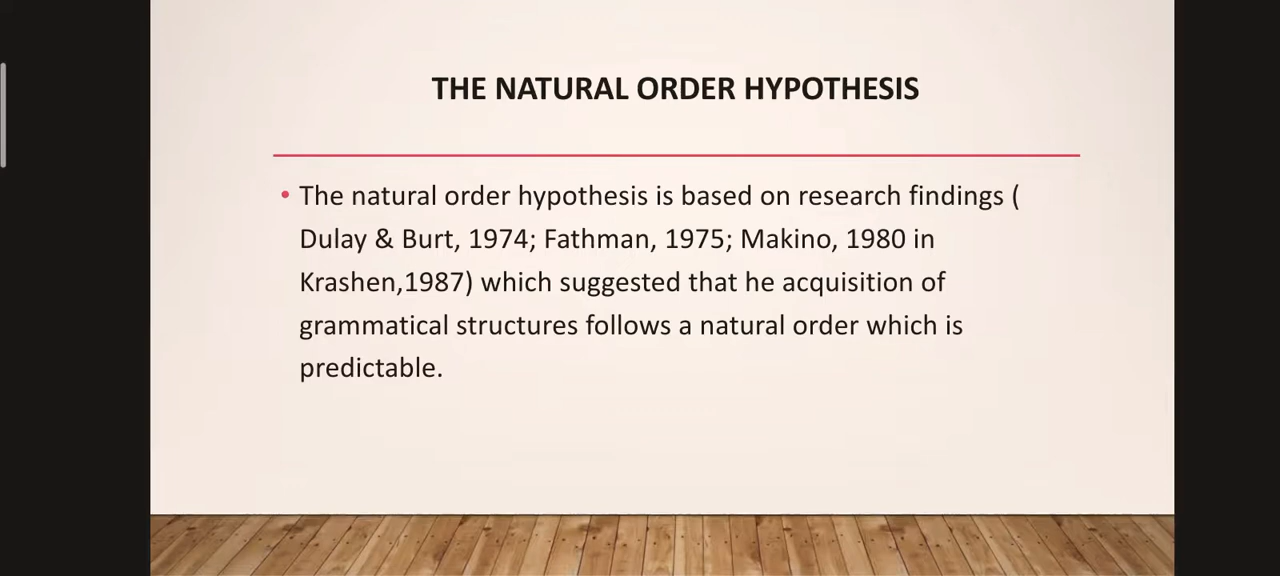 THE NATURAL ORDER HYPOTHESIS
• The natural order hypothesis is based on research findings (
Dulay & Burt, 1974; Fathman, 1975; Makino, 1980 in
Krashen,1987) which suggested that he acquisition of
grammatical structures follows a natural order which is
predictable.